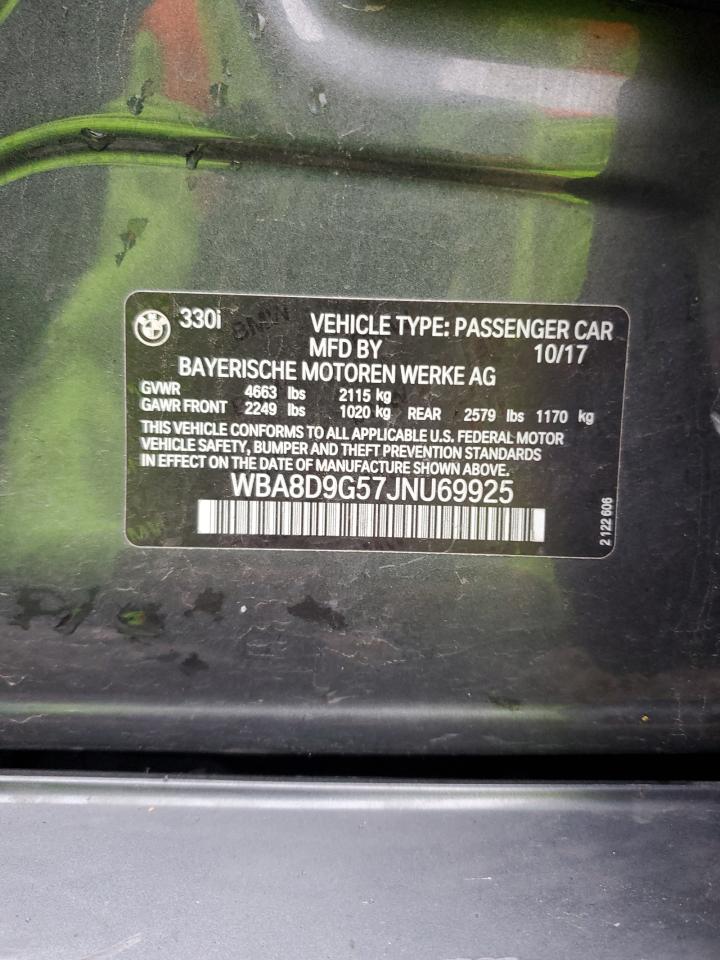 330i VEHICLE TYPE: PASSENGER CAR
MFD BY 10/17
BAYERISCHE MOTOREN WERKE AG
GVWR 4663 lbs 2115 kg
GAWR FRONT 2249 lbs 1020 kg REAR 2579 lbs 1170 kg
THIS VEHICLE CONFORMS TO ALL APPLICABLE U.S. FEDERAL MOTOR
VEHICLE SAFETY, BUMPER AND THEFT PREVENTION STANDARDS
IN EFFECT ON THE DATE OF MANUFACTURE SHOWN ABOVE.
WBA8D9G57JNU69925
2 122 606
BMW